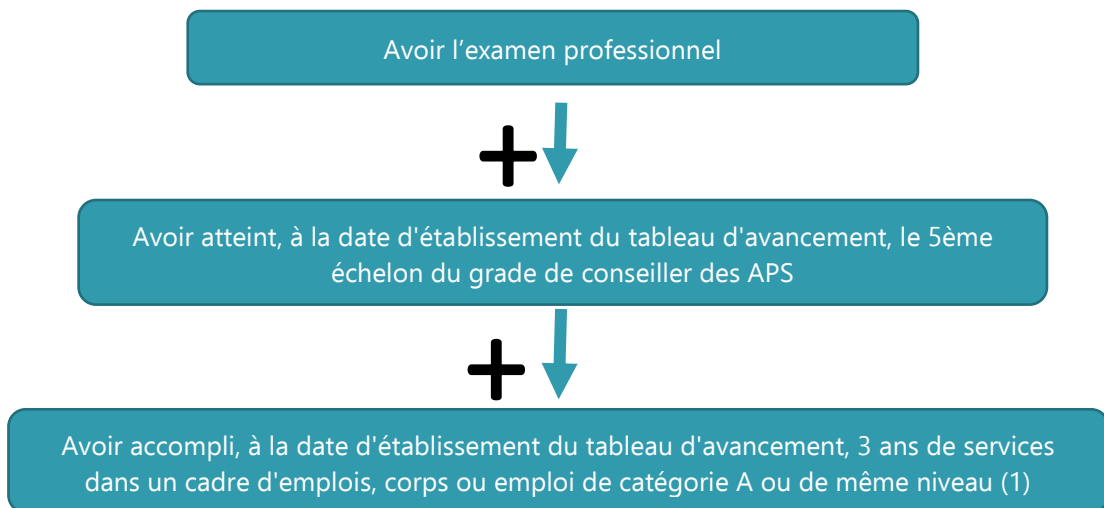 Avoir l’examen professionnel
+
Avoir atteint, à la date d'établissement du tableau d'avancement, le 5ème
échelon du grade de conseiller des APS
+
Avoir accompli, à la date d'établissement du tableau d'avancement, 3 ans de services
dans un cadre d'emplois, corps ou emploi de catégorie A ou de même niveau (1)